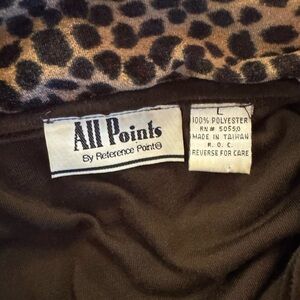 All Points
By Reference Point®
L
100% POLYESTER
RN# 50550
MADE IN TAIWAN
R. O. C.
REVERSE FOR CARE